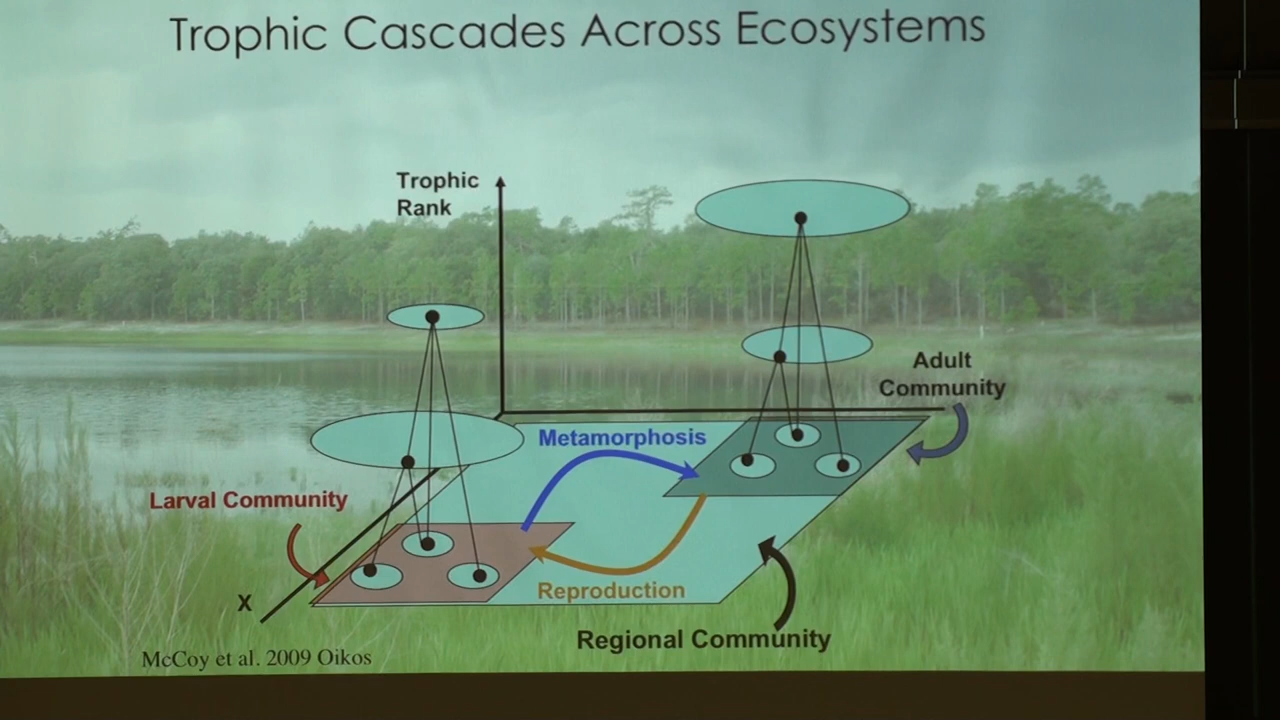 Trophic Cascades Across Ecosystems
Trophic
Rank
Adult
Community
Metamorphosis
Larval Community
Reproduction
X
Regional Community
McCoy et al. 2009 Oikos